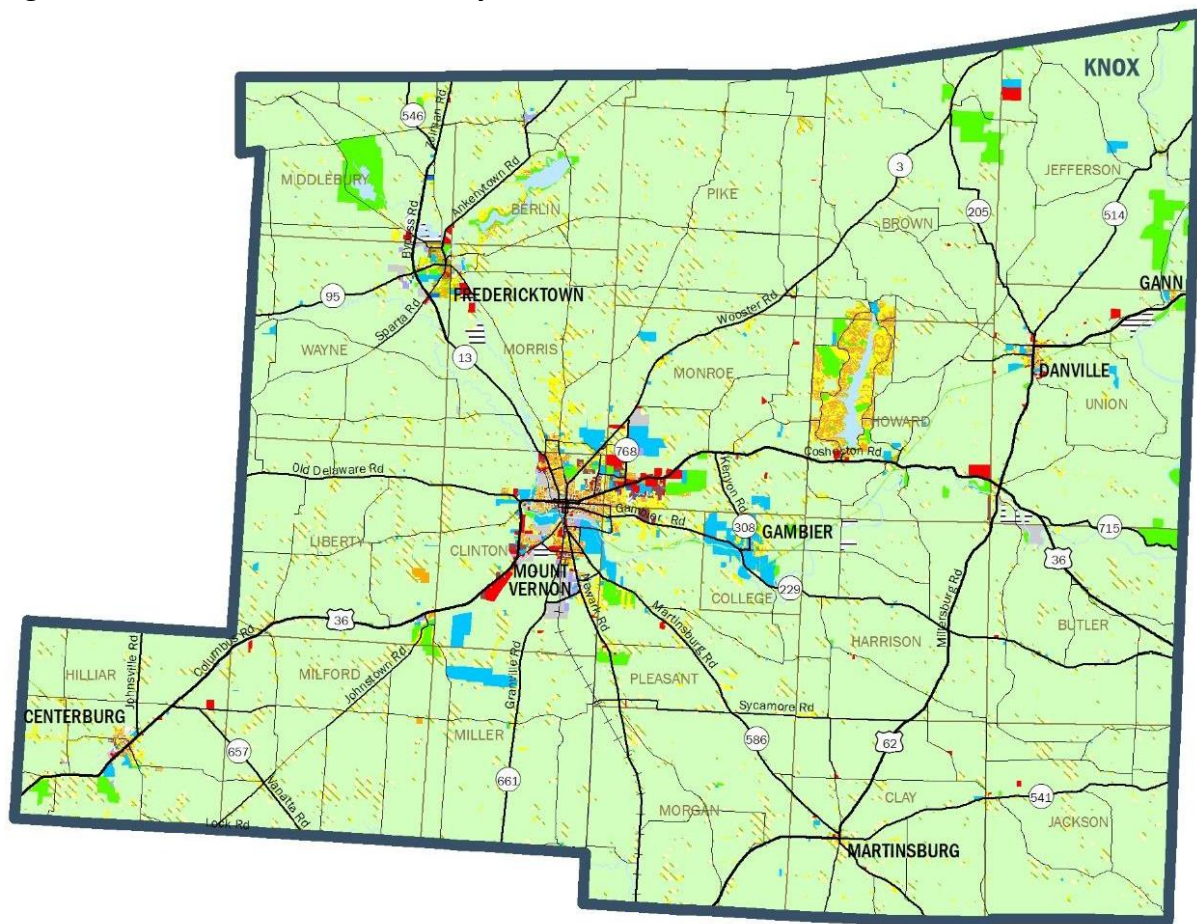 KNOX
546
Zolman Rd
MIDDLEBURY
Ankenytown Rd
BERLIN
PIKE
3
JEFFERSON
BROWN
205
514
Bypass Rd
GANN
95
FREDERICKTOWN
Sparta Rd
Wooster Rd
WAYNE
13
MORRIS
MONROE
DANVILLE
UNION
HOWARD
768
Coshocton Rd
Old Delaware Rd
Kenyon Rd
Gambier Rd
308
GAMBIER
715
LIBERTY
CLINTON
MOUNT
VERNON
36
Newark Rd
229
COLLEGE
Martinsburg Rd
Millersburg Rd
36
BUTLER
HARRISON
Columbus Rd
HILLIAR
Johnsville Rd
MILFORD
Johnstown Rd
Granville Rd
PLEASANT
CENTERBURG
Sycamore Rd
MILLER
586
62
657
661
Vanatta Rd
Lock Rd
MORGAN
CLAY
541
JACKSON
MARTINSBURG